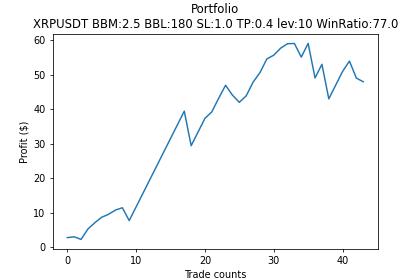 Portfolio
XRPUSDT BBM:2.5 BBL:180 SL:1.0 TP:0.4 lev:10 WinRatio:77.0
60
50
40
30
20
10
0
Profit ($)
0 10 20 30 40
Trade counts